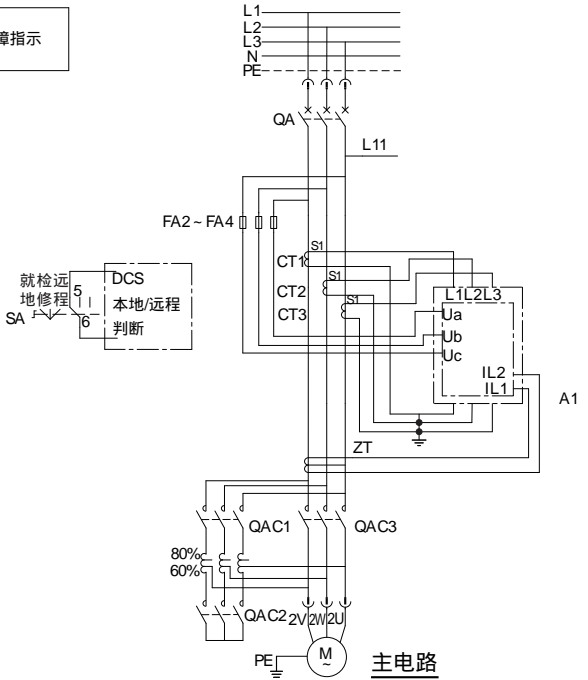 障指示
L1
L2
L3
N
PE
QA
L11
FA2~FA4
CT1
S1
CT2
S1
CT3
S1
就检远
地修程
SA
5
6
DCS
本地/远程
判断
L1L2L3
Ua
Ub
Uc
IL2
IL1
A1
ZT
QAC1
QAC3
80%
60%
QAC2
2V
2W
2U
PE
M
~
主电路